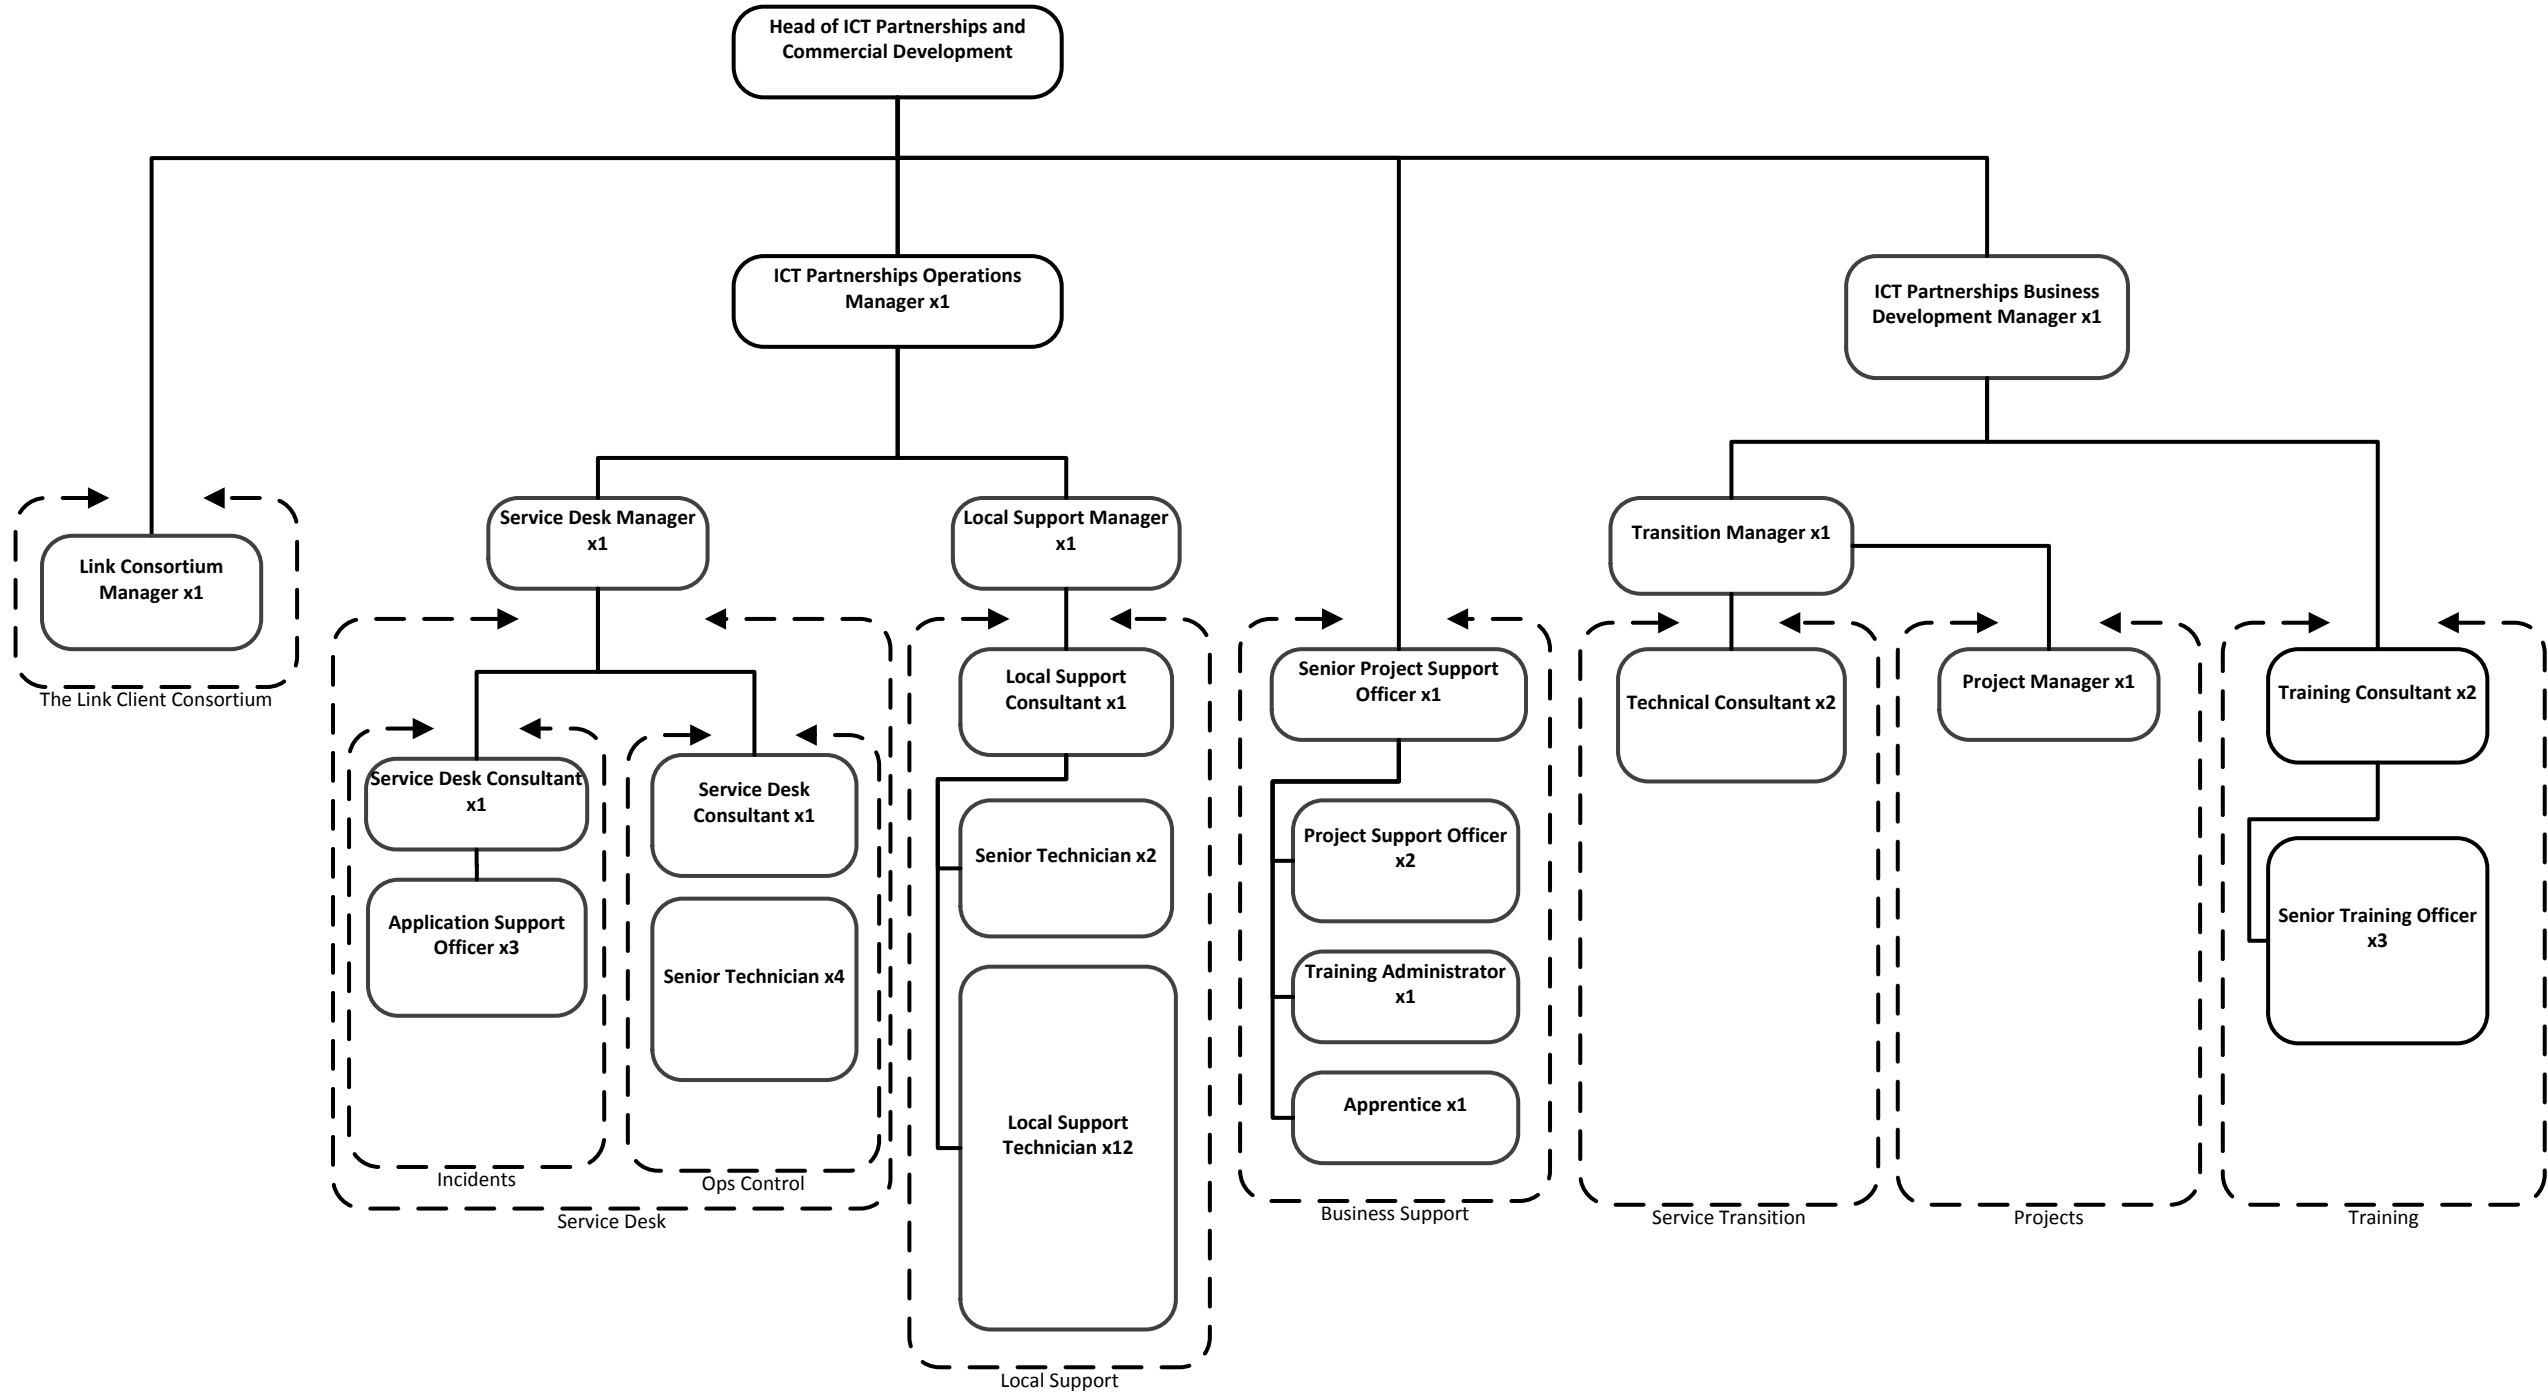 Head of ICT Partnerships and
Commercial Development
ICT Partnerships Operations
Manager x1
ICT Partnerships Business
Development Manager x1
Link Consortium
Manager x1
The Link Client Consortium
Service Desk Manager
x1
Local Support Manager
x1
Transition Manager x1
Service Desk Consultant
x1
Application Support
Officer x3
Incidents
Service Desk
Consultant x1
Senior Technician x4
Ops Control
Service Desk
Local Support
Consultant x1
Senior Technician x2
Local Support
Technician x12
Local Support
Senior Project Support
Officer x1
Project Support Officer
x2
Training Administrator
x1
Apprentice x1
Business Support
Technical Consultant x2
Service Transition
Project Manager x1
Projects
Training Consultant x2
Senior Training Officer
x3
Training